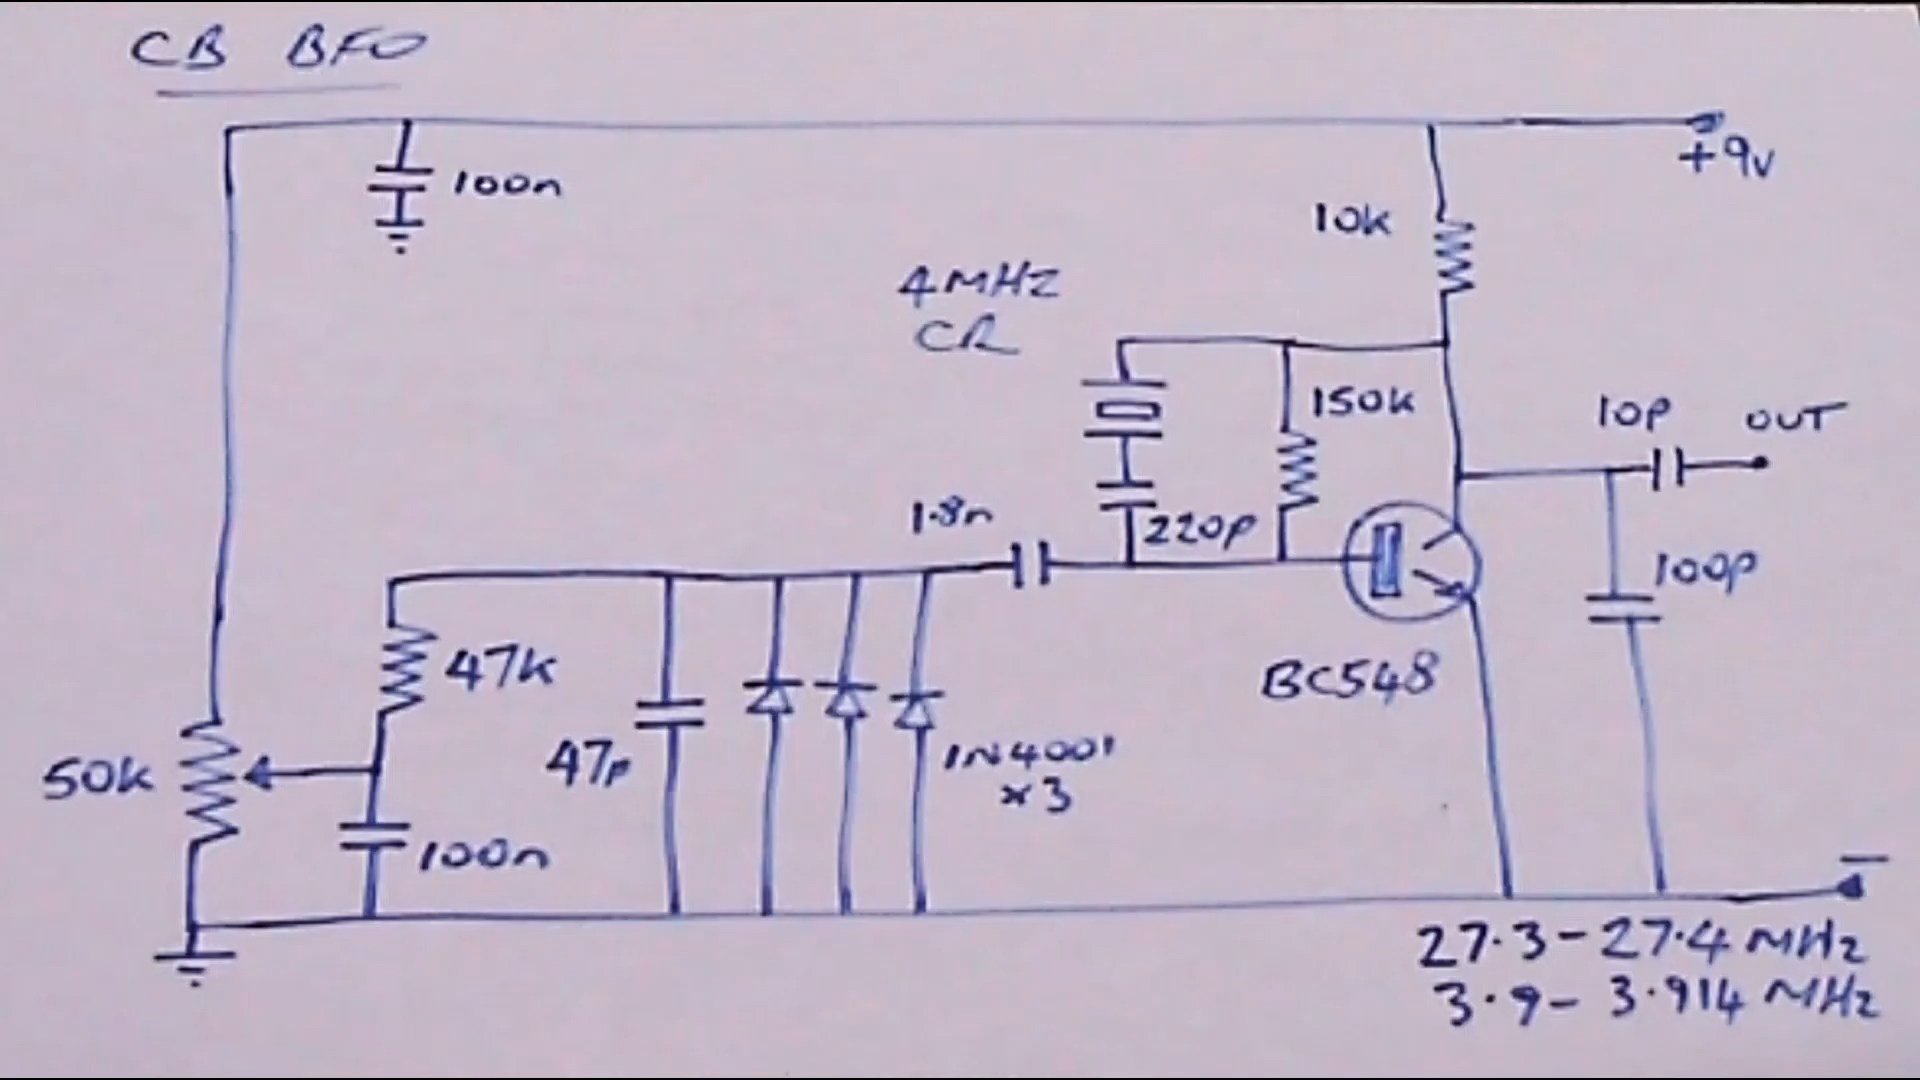 CB BFO
+9v
100n
10k
4MHZ
CR
150k
10p OUT
1.8n
220p
100p
47k
BC548
50k
47p
1N4001
x3
100n
−
27.3 - 27.4 MHz
3.9 - 3.914 MHz